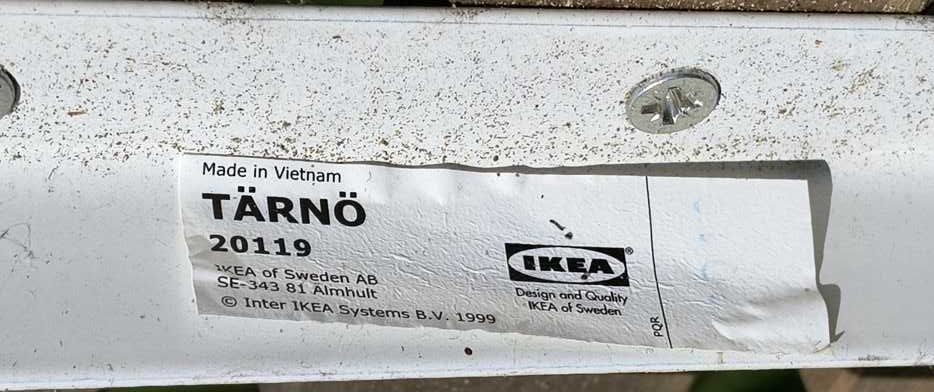 Made in Vietnam
TÄRNÖ
20119
IKEA of Sweden AB
SE-343 81 Älmhult
© Inter IKEA Systems B.V. 1999
IKEA®
Design and Quality
IKEA of Sweden
PQR